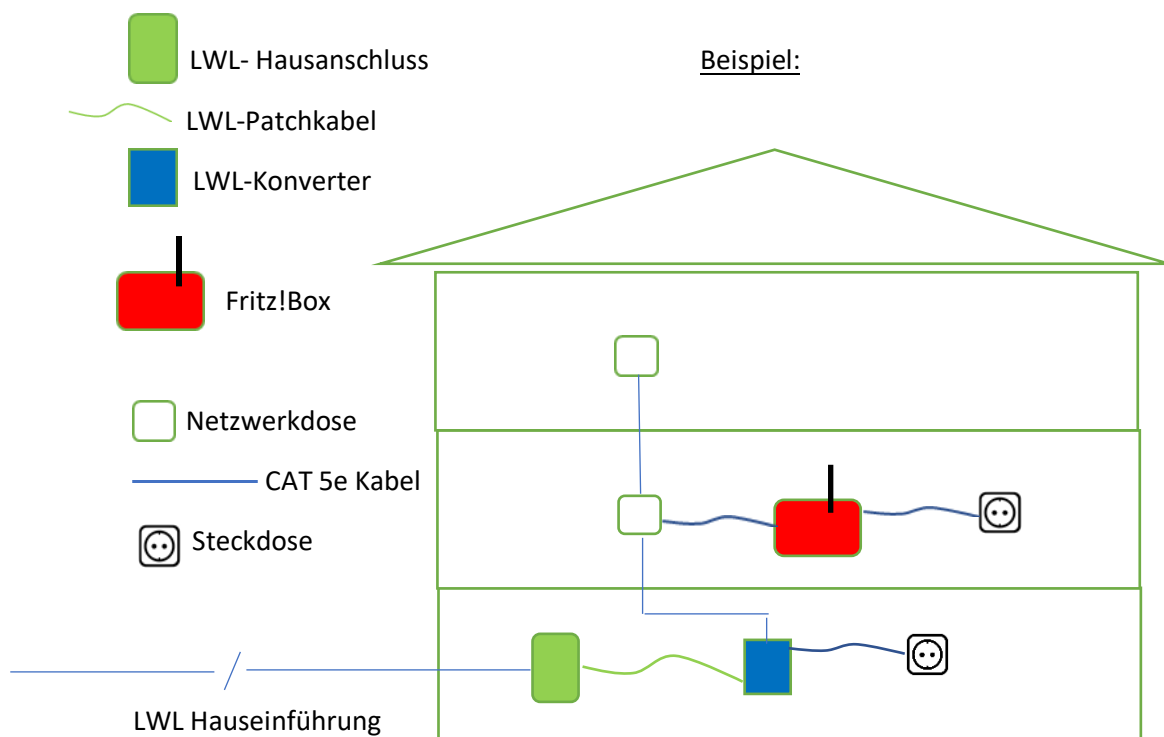 LWL- Hausanschluss
Beispiel:
LWL-Patchkabel
LWL-Konverter
Fritz!Box
Netzwerkdose
CAT 5e Kabel
Steckdose
LWL Hauseinführung